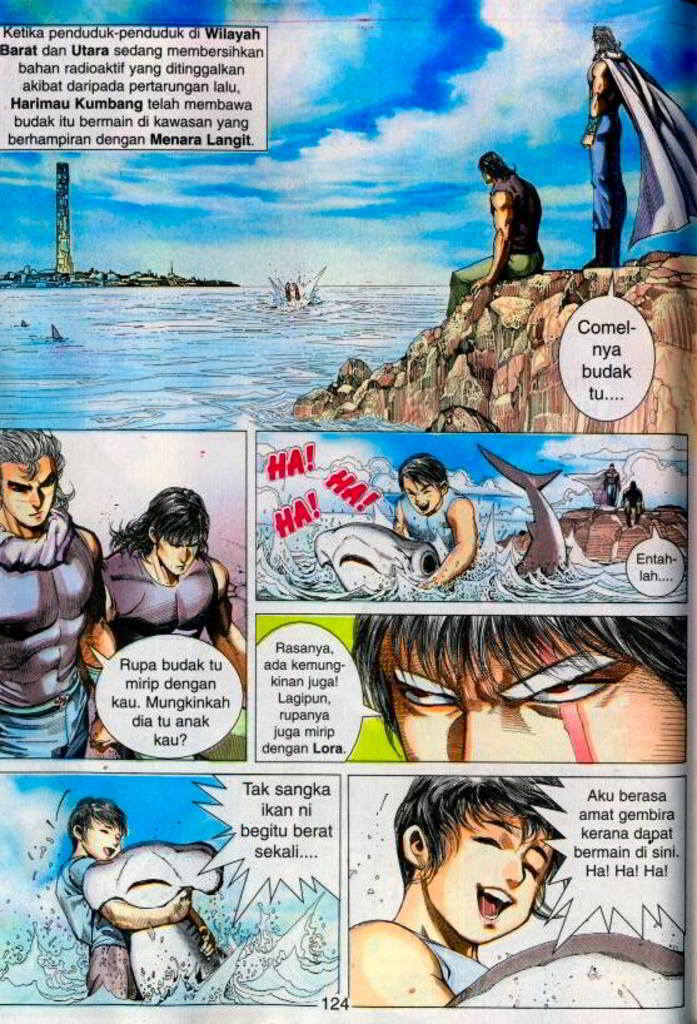 Ketika penduduk-penduduk di Wilayah
Barat dan Utara sedang membersihkan
bahan radioaktif yang ditinggalkan
akibat daripada pertarungan lalu,
Harimau Kumbang telah membawa
budak itu bermain di kawasan yang
berhampiran dengan Menara Langit.
Comel-
nya
budak
tu....
Rupa budak tu
mirip dengan
kau. Mungkinkah
dia tu anak
kau?
HA!
HA!
HA!
Entah-
lah....
Rasanya,
ada kemung-
kinan juga!
Lagipun,
rupanya
juga mirip
dengan Lora.
Tak sangka
ikan ni
begitu berat
sekali....
Aku berasa
amat gembira
kerana dapat
bermain di sini.
Ha! Ha! Ha!
124